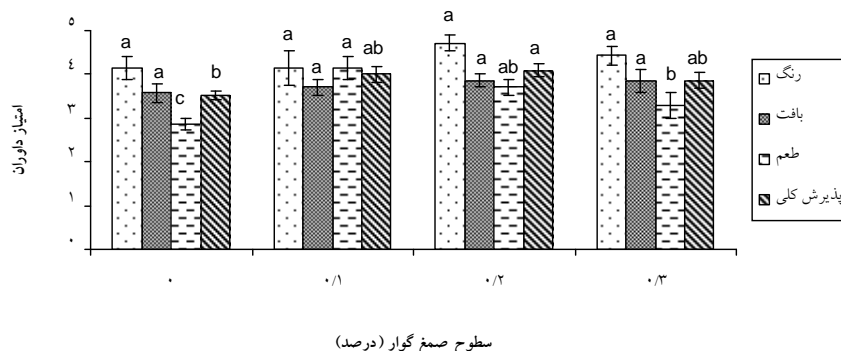 امتیاز داوران
۵
۴
۳
۲
۱
۰
a a c b
a a a ab
a a ab a
a a b ab
۰ ۰/۱ ۰/۲ ۰/۳
سطوح صمغ گوار (درصد)
رنگ
بافت
طعم
پذیرش کلی